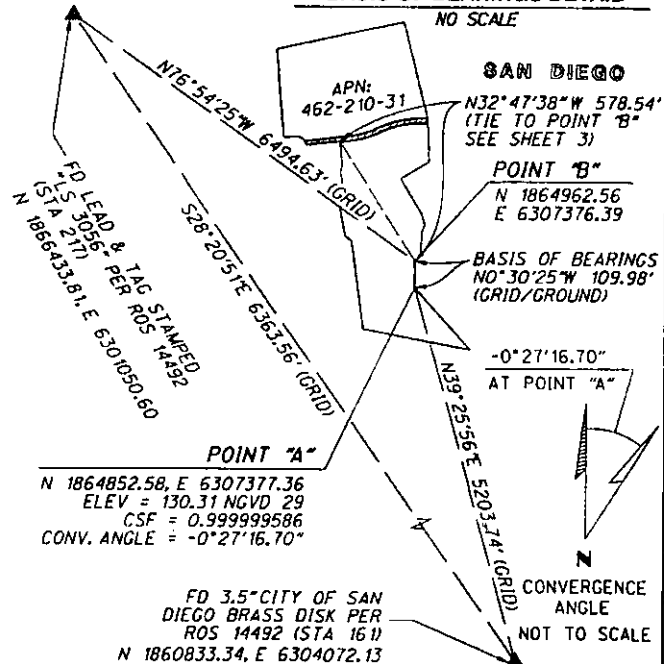 NO SCALE
SAN DIEGO
APN:
462-210-31
N32°47'38"W 578.54'
(TIE TO POINT "B"
SEE SHEET 3)
N76°54'25"W 6494.63' (GRID)
POINT "B"
N 1864962.56
E 6307376.39
FD LEAD & TAG STAMPED
"LS 3056" PER ROS 14492
(STA 217)
N 1866433.81, E 6301050.60
S28°20'51"E 6363.56' (GRID)
BASIS OF BEARINGS
N0°30'25"W 109.98'
(GRID/GROUND)
-0°27'16.70"
AT POINT "A"
N39°25'56"E 5203.74' (GRID)
POINT "A"
N 1864852.58, E 6307377.36
ELEV = 130.31 NGVD 29
CSF = 0.999999586
CONV. ANGLE = -0°27'16.70"
N
CONVERGENCE
ANGLE
NOT TO SCALE
FD 3.5" CITY OF SAN
DIEGO BRASS DISK PER
ROS 14492 (STA 161)
N 1860833.34, E 6304072.13